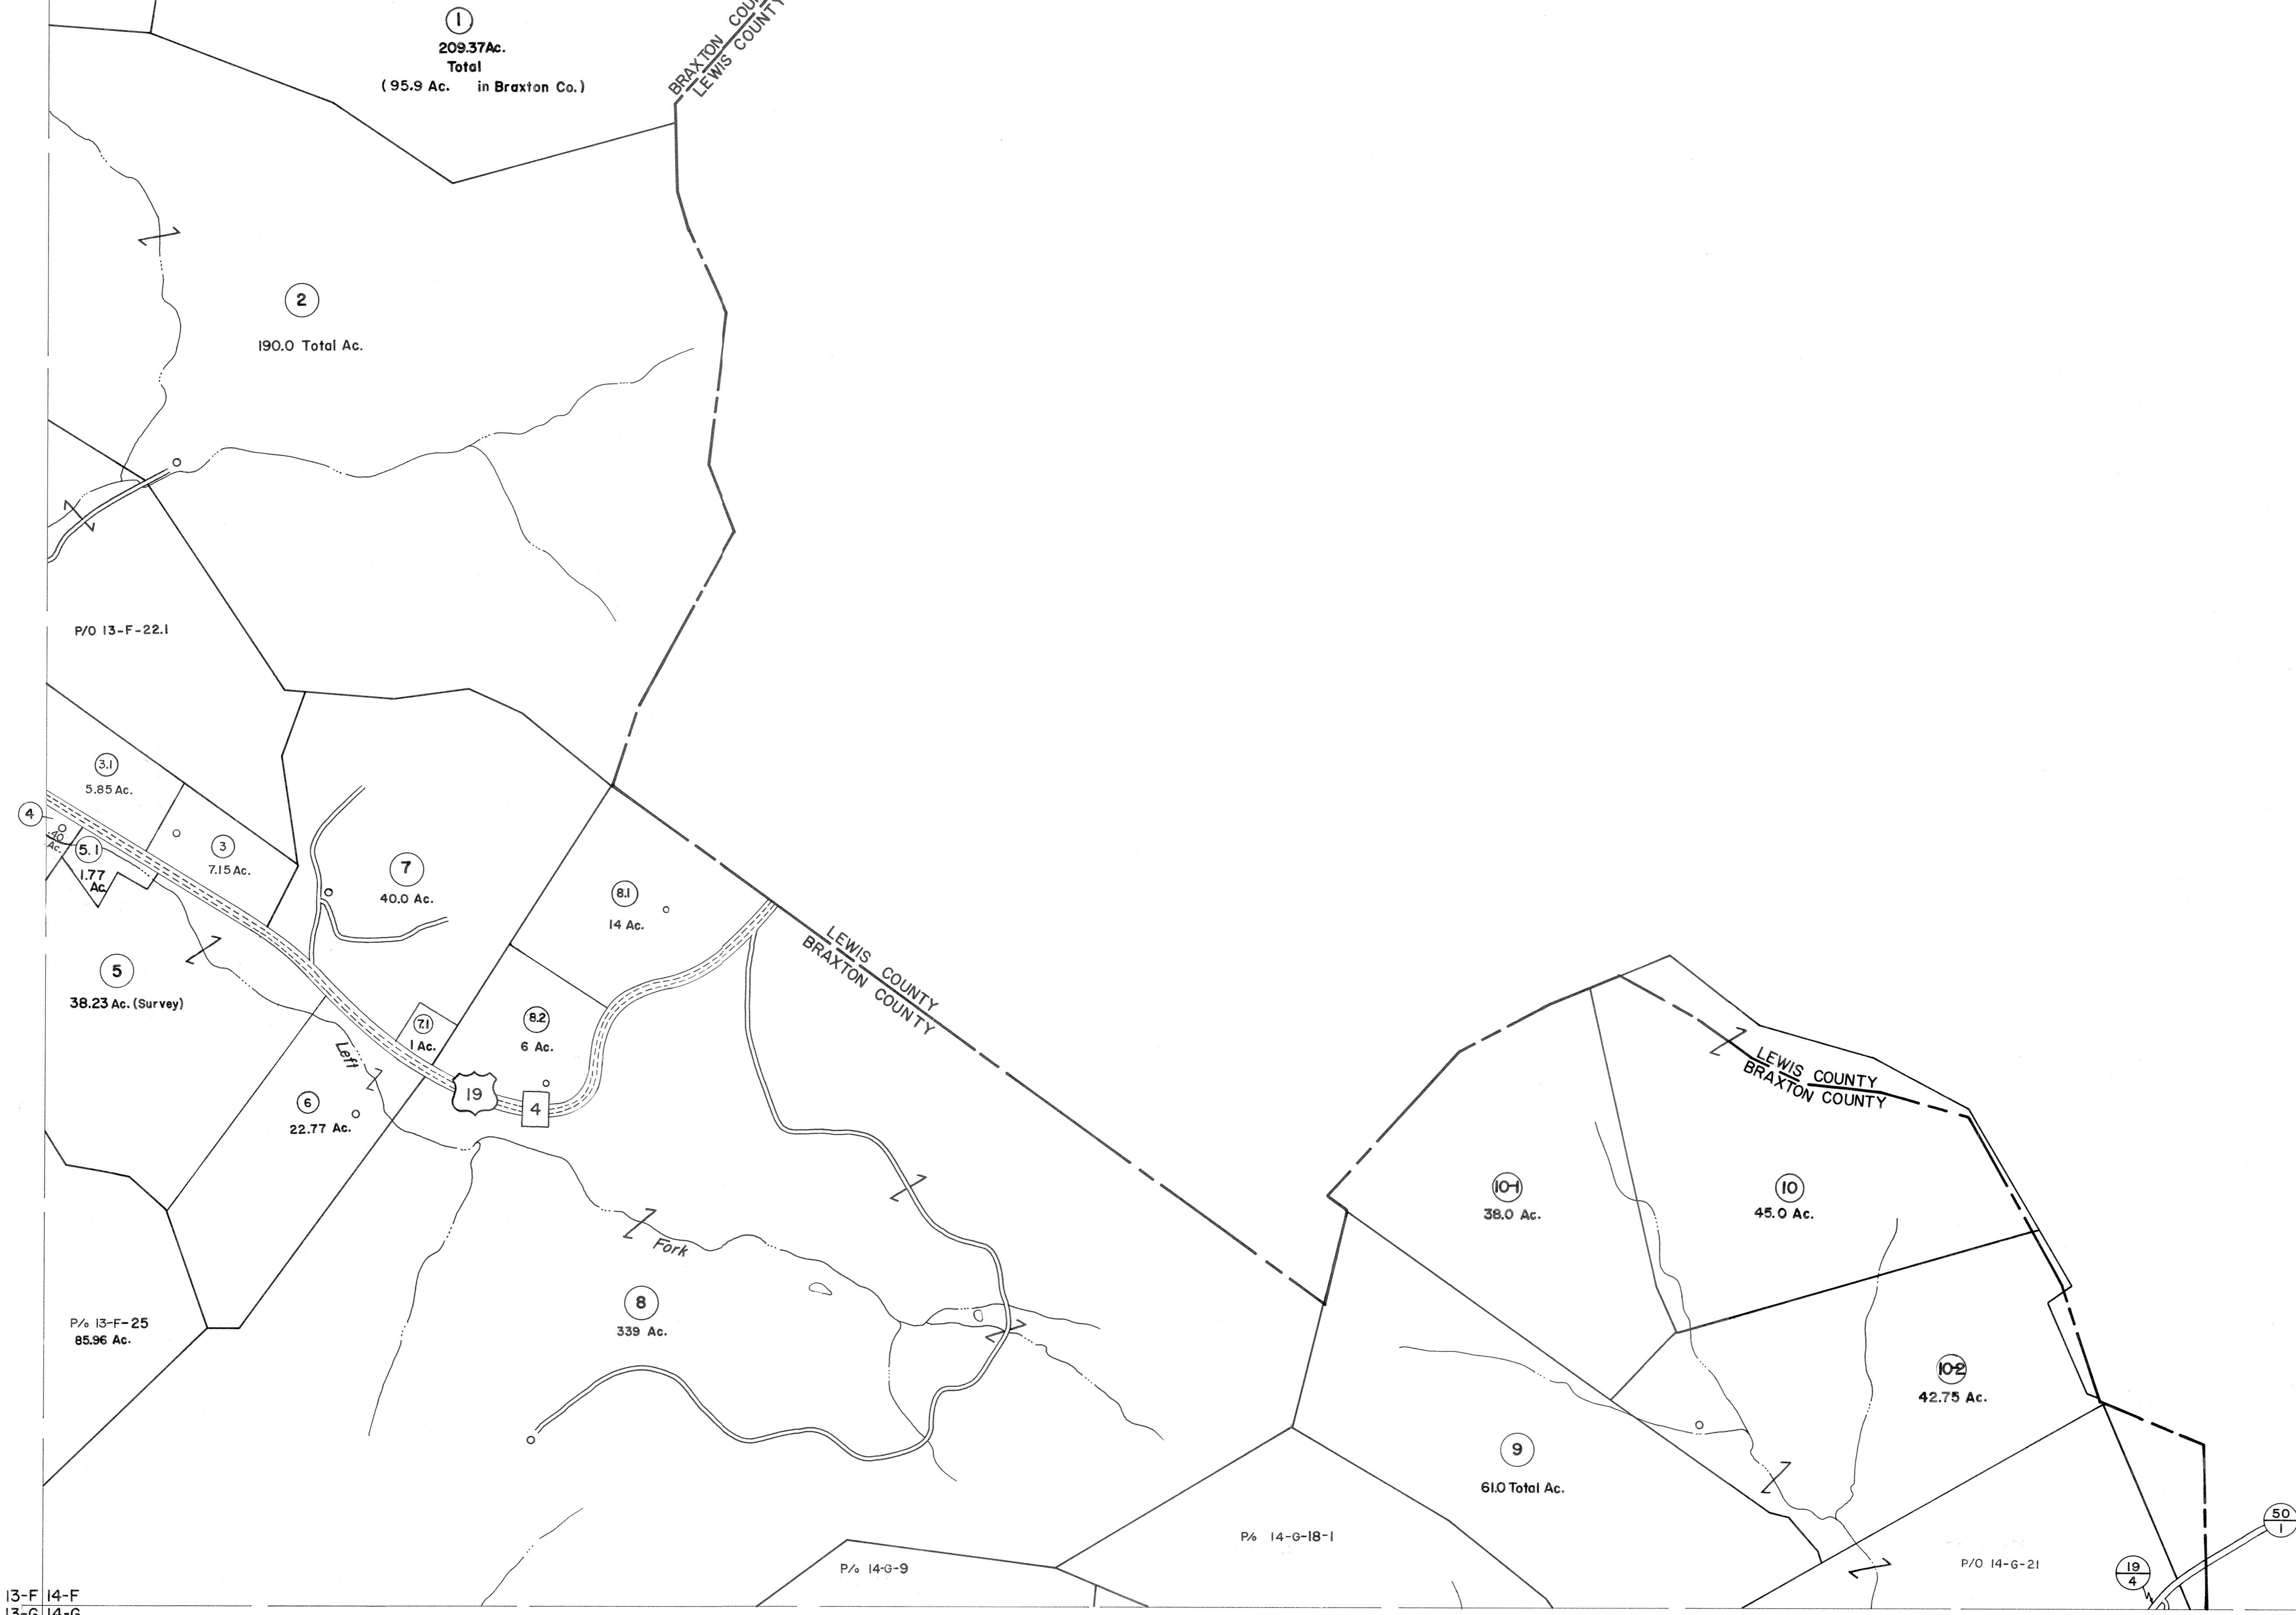 1
209.37Ac.
Total
(95.9 Ac. in Braxton Co.)
BRAXTON COU
LEWIS COUNTY
2
190.0 Total Ac.
P/O 13-F-22.1
3.1
5.85 Ac.
4
.40
Ac.
5.1
1.77
Ac.
3
7.15 Ac.
7
40.0 Ac.
8.1
14 Ac.
LEWIS COUNTY
BRAXTON COUNTY
5
38.23 Ac. (Survey)
7.1
1 Ac.
8.2
6 Ac.
Left
19
4
6
22.77 Ac.
LEWIS COUNTY
BRAXTON COUNTY
10-1
38.0 Ac.
10
45.0 Ac.
Fork
8
339 Ac.
P/o 13-F-25
85.96 Ac.
10-2
42.75 Ac.
9
61.0 Total Ac.
P/o 14-G-18-1
P/o 14-G-9
P/O 14-G-21
50
1
19
4
13-F 14-F
13-G 14-G